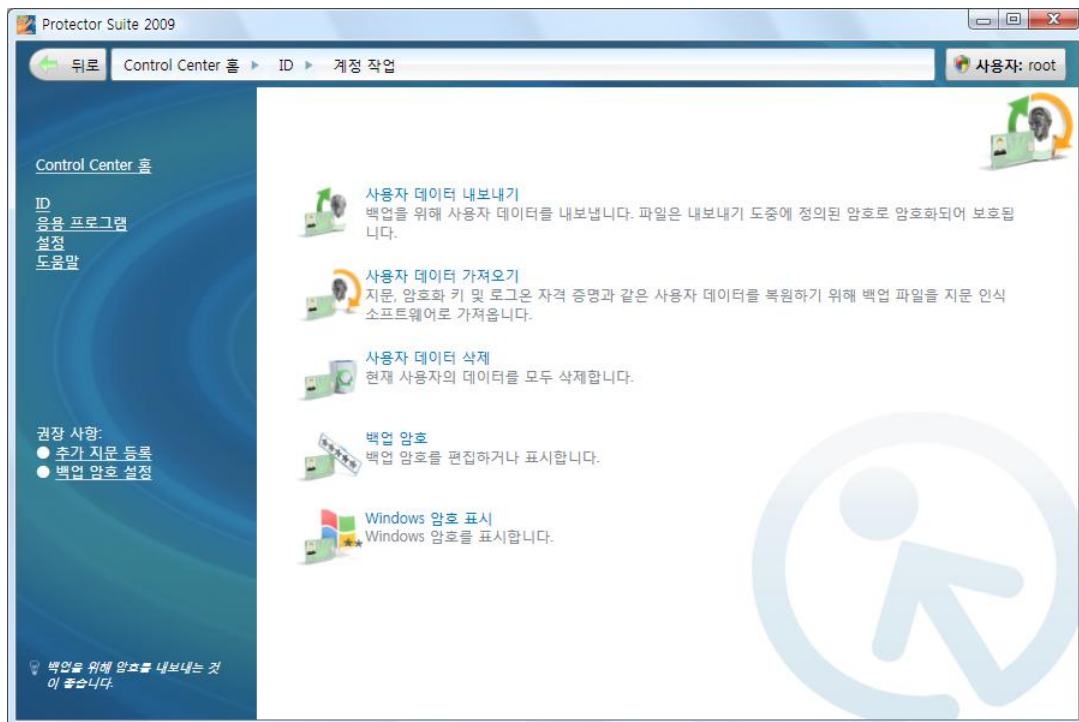 Protector Suite 2009
뒤로
Control Center 홈 ▶ ID ▶ 계정 작업
사용자: root
Control Center 홈
ID
응용 프로그램
설정
도움말
권장 사항:
● 추가 지문 등록
● 백업 암호 설정
백업을 위해 암호를 내보내는 것
이 좋습니다.
사용자 데이터 내보내기
백업을 위해 사용자 데이터를 내보냅니다. 파일은 내보내기 도중에 정의된 암호로 암호화되어 보호됩
니다.
사용자 데이터 가져오기
지문, 암호화 키 및 로그온 자격 증명과 같은 사용자 데이터를 복원하기 위해 백업 파일을 지문 인식
소프트웨어로 가져옵니다.
사용자 데이터 삭제
현재 사용자의 데이터를 모두 삭제합니다.
백업 암호
백업 암호를 편집하거나 표시합니다.
Windows 암호 표시
Windows 암호를 표시합니다.